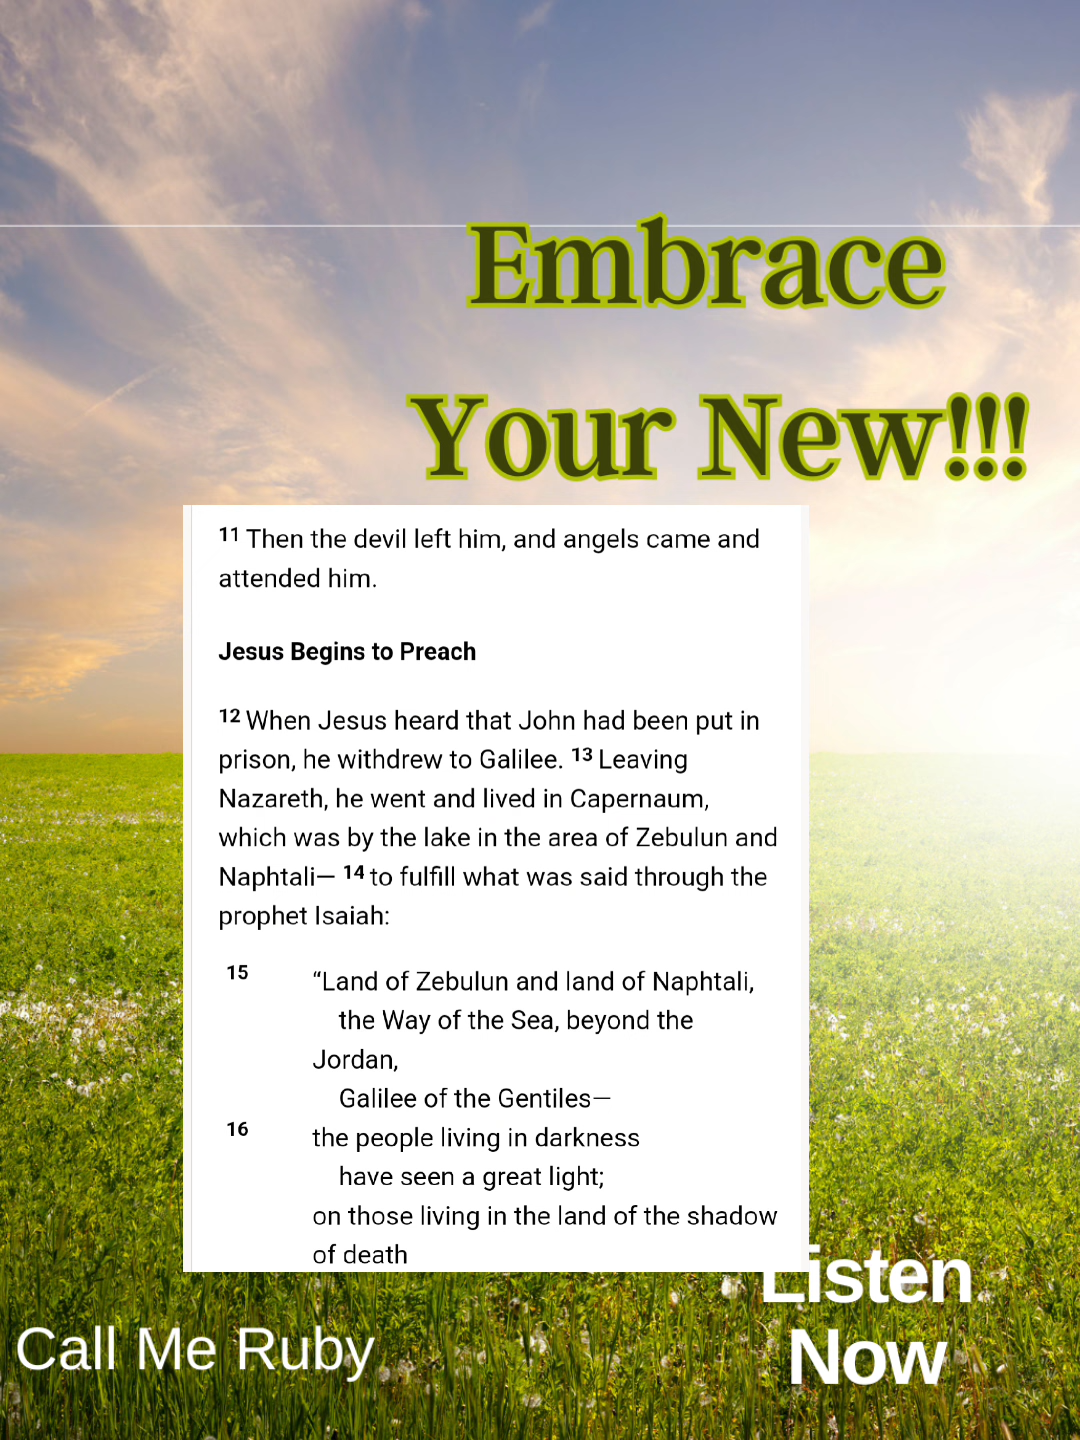 Embrace
Your New!!!
11 Then the devil left him, and angels came and
attended him.
Jesus Begins to Preach
12 When Jesus heard that John had been put in
prison, he withdrew to Galilee. 13 Leaving
Nazareth, he went and lived in Capernaum,
which was by the lake in the area of Zebulun and
Naphtali— 14 to fulfill what was said through the
prophet Isaiah:
15 “Land of Zebulun and land of Naphtali,
the Way of the Sea, beyond the
Jordan,
Galilee of the Gentiles—
16 the people living in darkness
have seen a great light;
on those living in the land of the shadow
of death
Listen
Now
Call Me Ruby